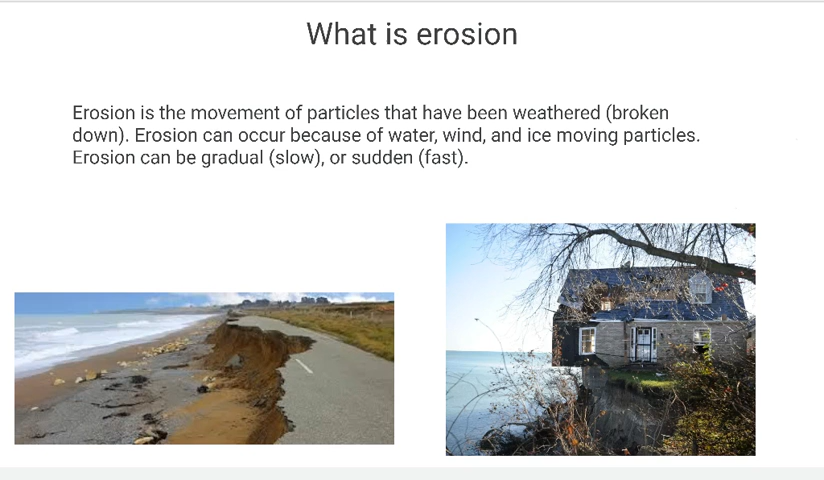 What is erosion
Erosion is the movement of particles that have been weathered (broken
down). Erosion can occur because of water, wind, and ice moving particles.
Erosion can be gradual (slow), or sudden (fast).